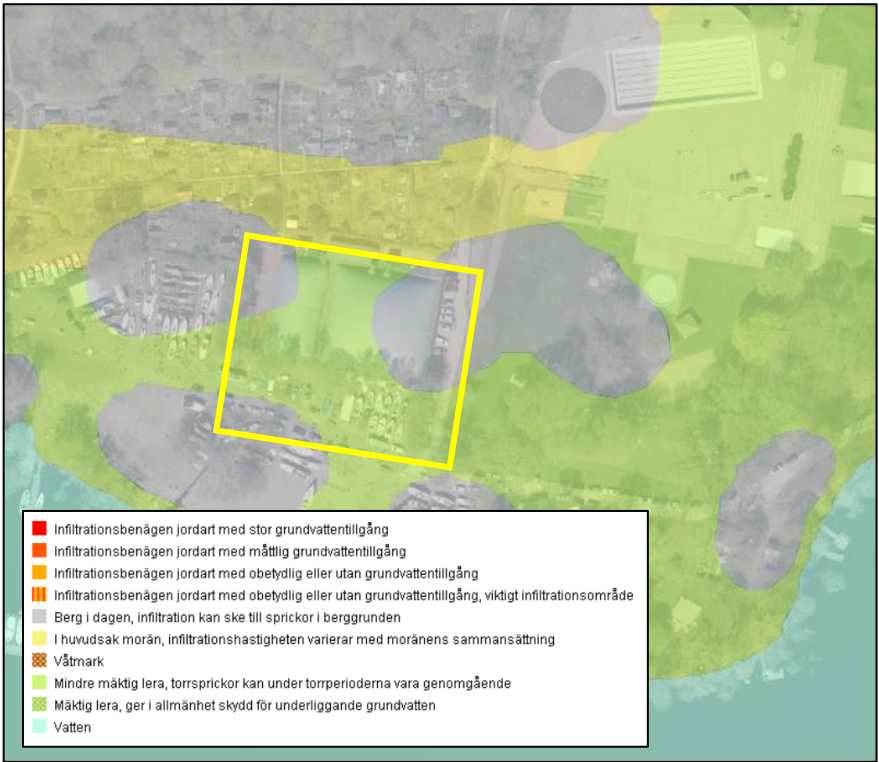 Infiltrationsbenägen jordart med stor grundvattentillgång
Infiltrationsbenägen jordart med måttlig grundvattentillgång
Infiltrationsbenägen jordart med obetydlig eller utan grundvattentillgång
Infiltrationsbenägen jordart med obetydlig eller utan grundvattentillgång, viktigt infiltrationsområde
Berg i dagen, infiltration kan ske till sprickor i berggrunden
I huvudsak morän, infiltrationshastigheten varierar med moränens sammansättning
Våtmark
Mindre mäktig lera, torrsprickor kan under torrperioderna vara genomgående
Mäktig lera, ger i allmänhet skydd för underliggande grundvatten
Vatten